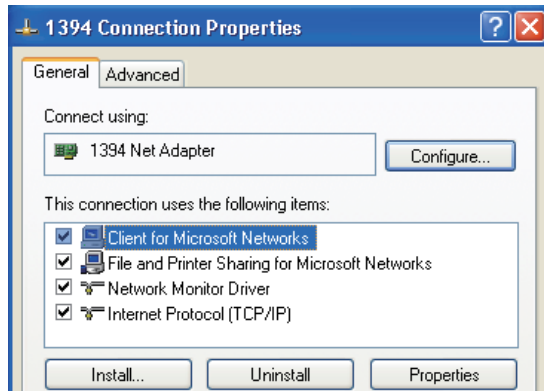 1394 Connection Properties
General Advanced
Connect using:
1394 Net Adapter Configure...
This connection uses the following items:
Client for Microsoft Networks
File and Printer Sharing for Microsoft Networks
Network Monitor Driver
Internet Protocol (TCP/IP)
Install... Uninstall Properties